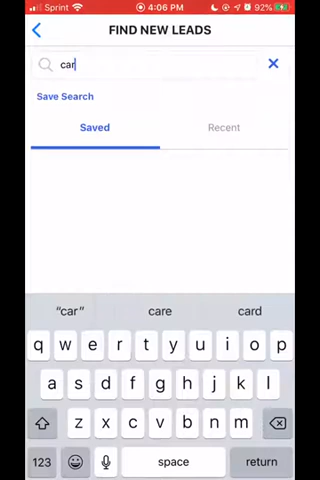 Sprint 4:06 PM 92%
FIND NEW LEADS
car
Save Search
Saved Recent
"car" care card
q w e r t y u i o p
a s d f g h j k l
z x c v b n m
123 space return